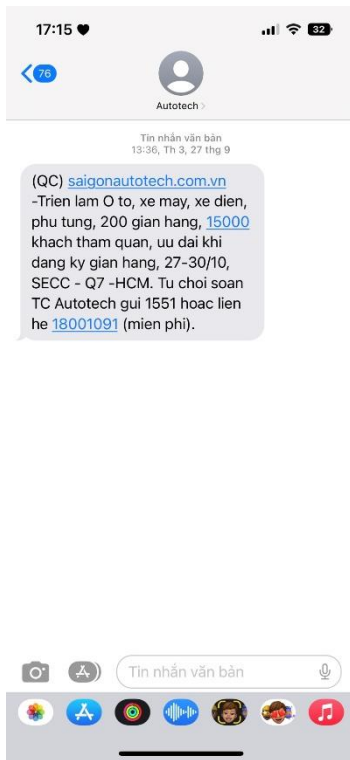 17:15
32
76
Autotech
Tin nhắn văn bản
13:36, Th 3, 27 thg 9
(QC) saigonautotech.com.vn
-Trien lam O to, xe may, xe dien,
phu tung, 200 gian hang, 15000
khach tham quan, uu dai khi
dang ky gian hang, 27-30/10,
SECC - Q7 -HCM. Tu choi soan
TC Autotech gui 1551 hoac lien
he 18001091 (mien phi).
Tin nhắn văn bản